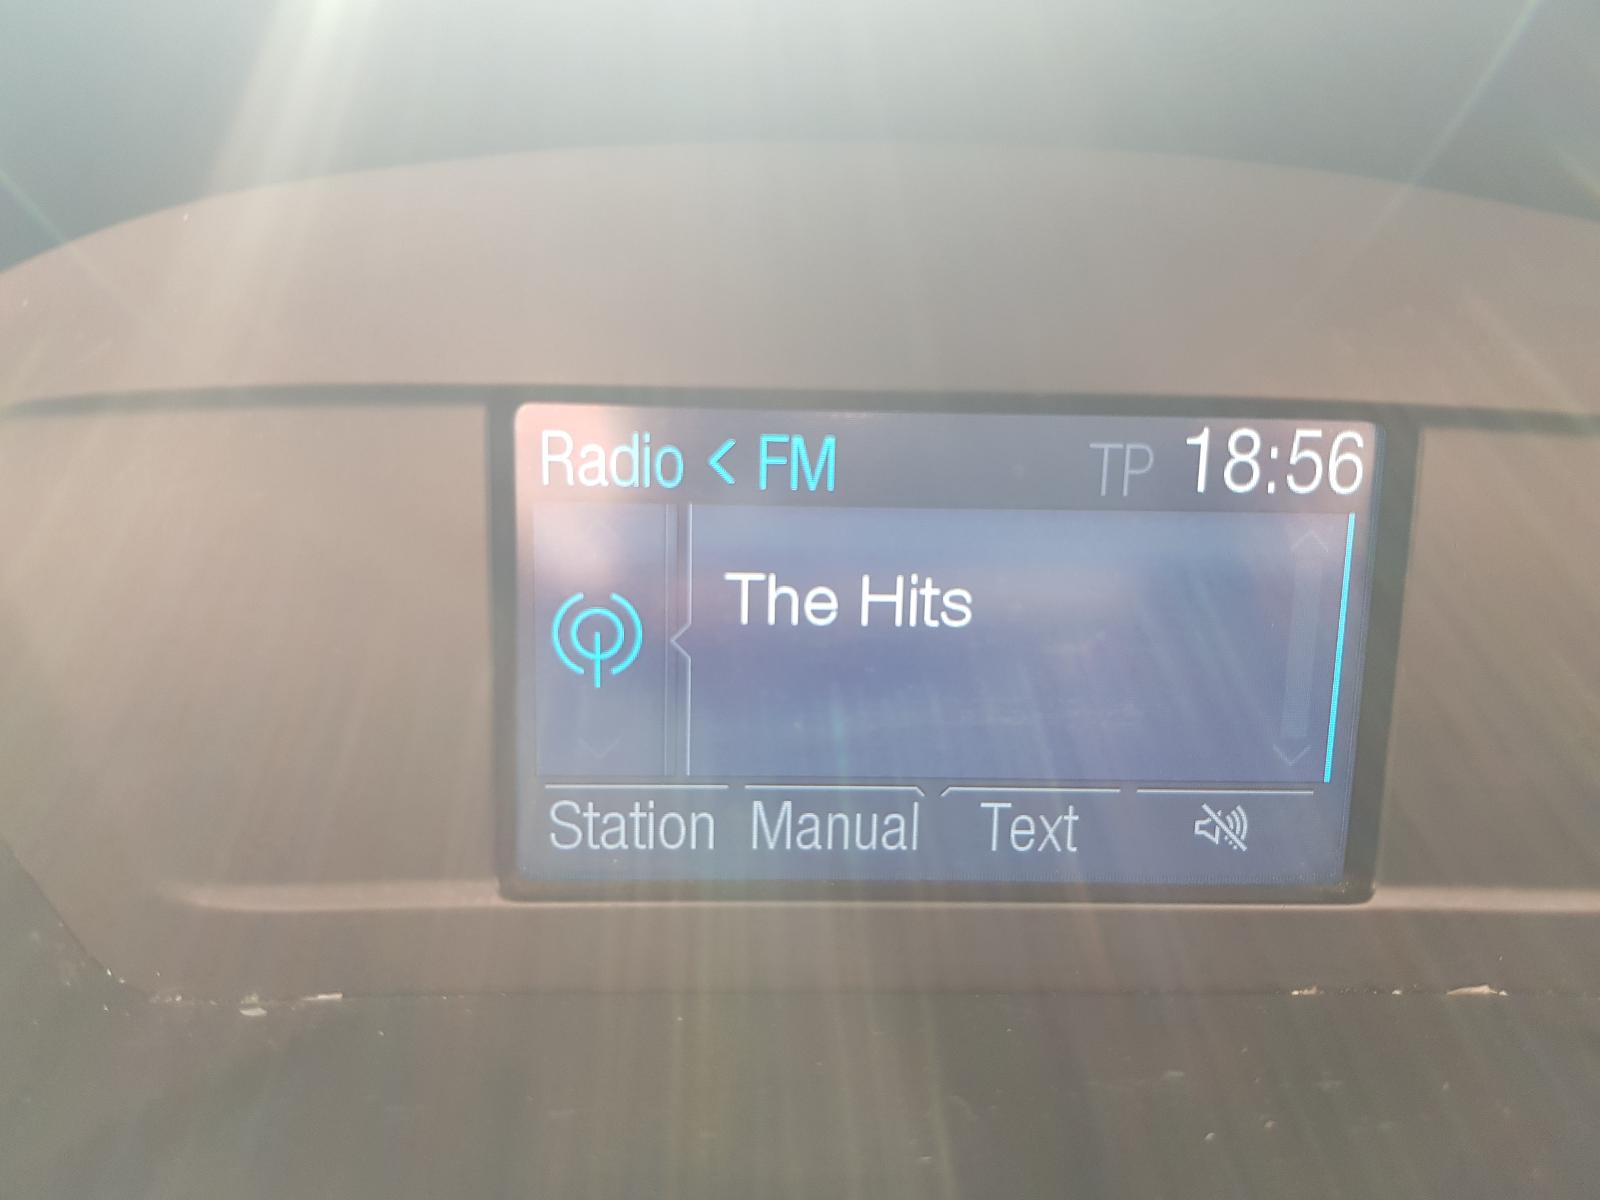 Radio < FM TP 18:56
The Hits
Station Manual Text